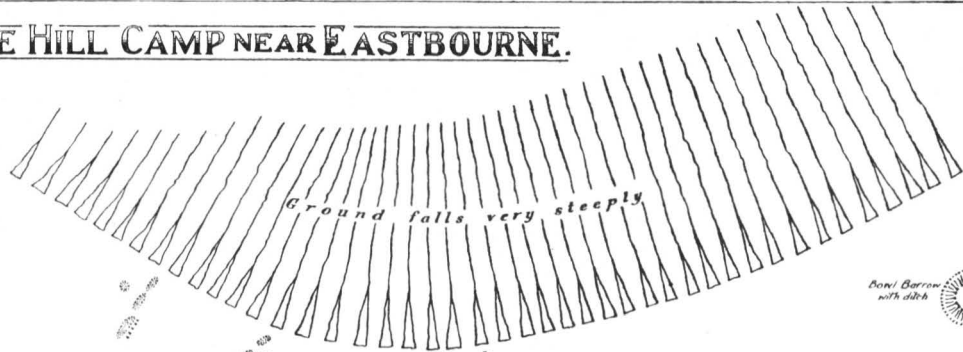 E HILL CAMP NEAR EASTBOURNE.
Ground falls very steeply
Bowl Barrow
with ditch